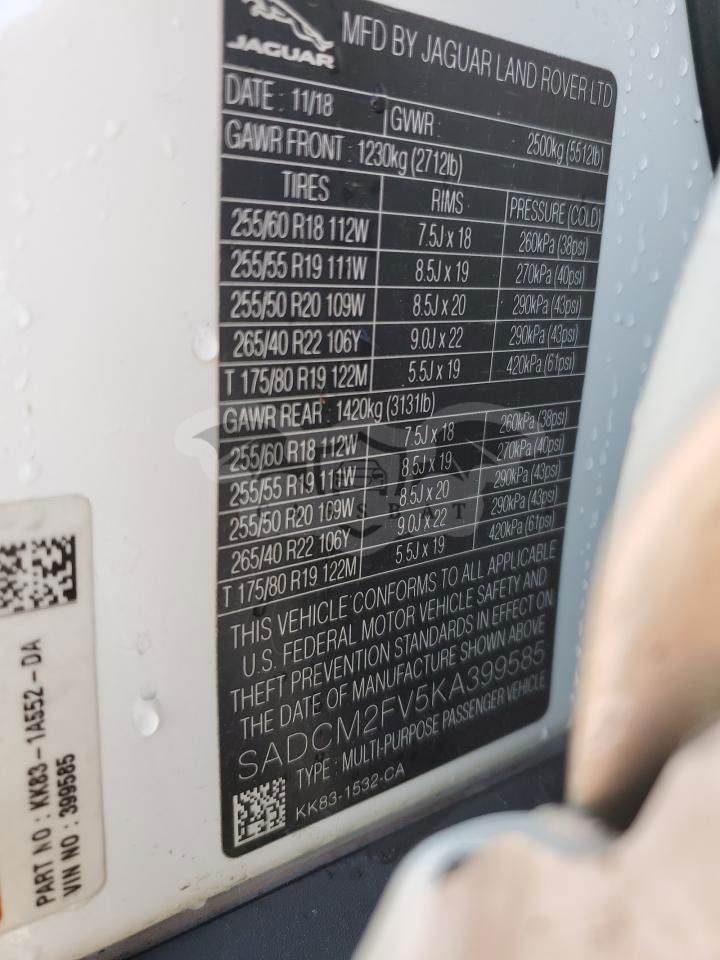 JAGUAR
MFD BY JAGUAR LAND ROVER LTD
DATE : 11/18 GVWR : 2500kg (5512lb)
GAWR FRONT : 1230kg (2712lb)
TIRES RIMS PRESSURE (COLD)
255/60 R18 112W 7.5J x 18 260kPa (38psi)
255/55 R19 111W 8.5J x 19 270kPa (40psi)
255/50 R20 109W 8.5J x 20 290kPa (43psi)
265/40 R22 106Y 9.0J x 22 290kPa (43psi)
T 175/80 R19 122M 5.5J x 19 420kPa (61psi)
GAWR REAR : 1420kg (3131lb)
255/60 R18 112W 7.5J x 18 260kPa (38psi)
255/55 R19 111W 8.5J x 19 270kPa (40psi)
255/50 R20 109W 8.5J x 20 290kPa (43psi)
265/40 R22 106Y 9.0J x 22 290kPa (43psi)
T 175/80 R19 122M 5.5J x 19 420kPa (61psi)
THIS VEHICLE CONFORMS TO ALL APPLICABLE
U.S. FEDERAL MOTOR VEHICLE SAFETY AND
THEFT PREVENTION STANDARDS IN EFFECT ON
THE DATE OF MANUFACTURE SHOWN ABOVE
SADCM2FV5KA399585
TYPE : MULTI-PURPOSE PASSENGER VEHICLE
KK83-1532-CA
PART NO : KK83-1A552-DA
VIN NO : 399585